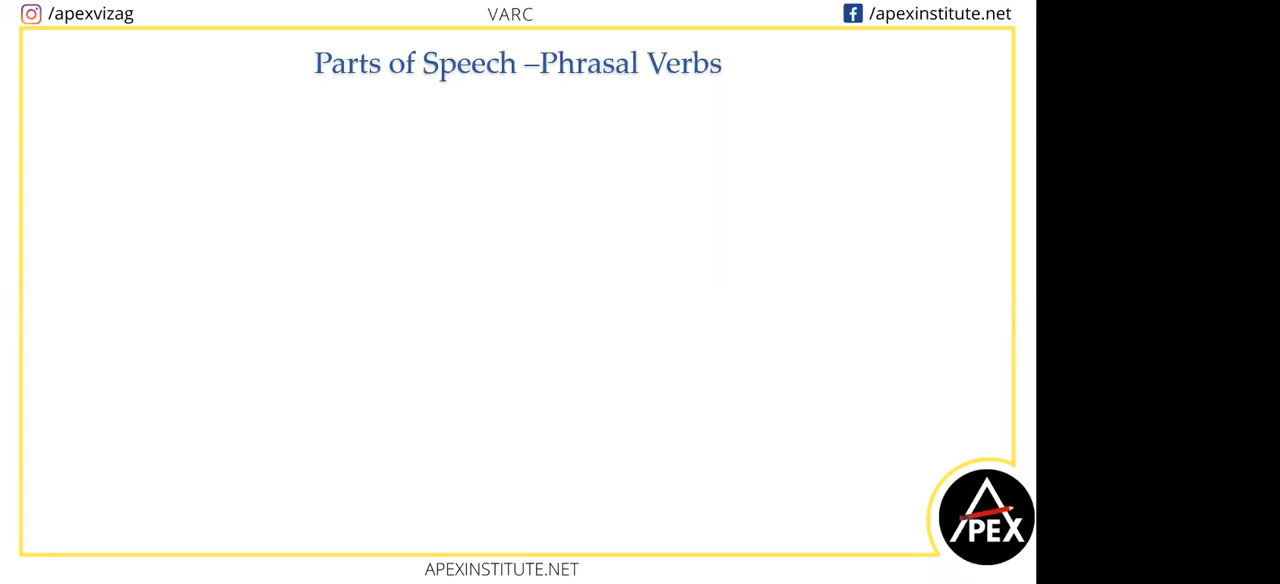 /apexvizag
VARC
/apexinstitute.net
Parts of Speech –Phrasal Verbs
APEX
APEXINSTITUTE.NET